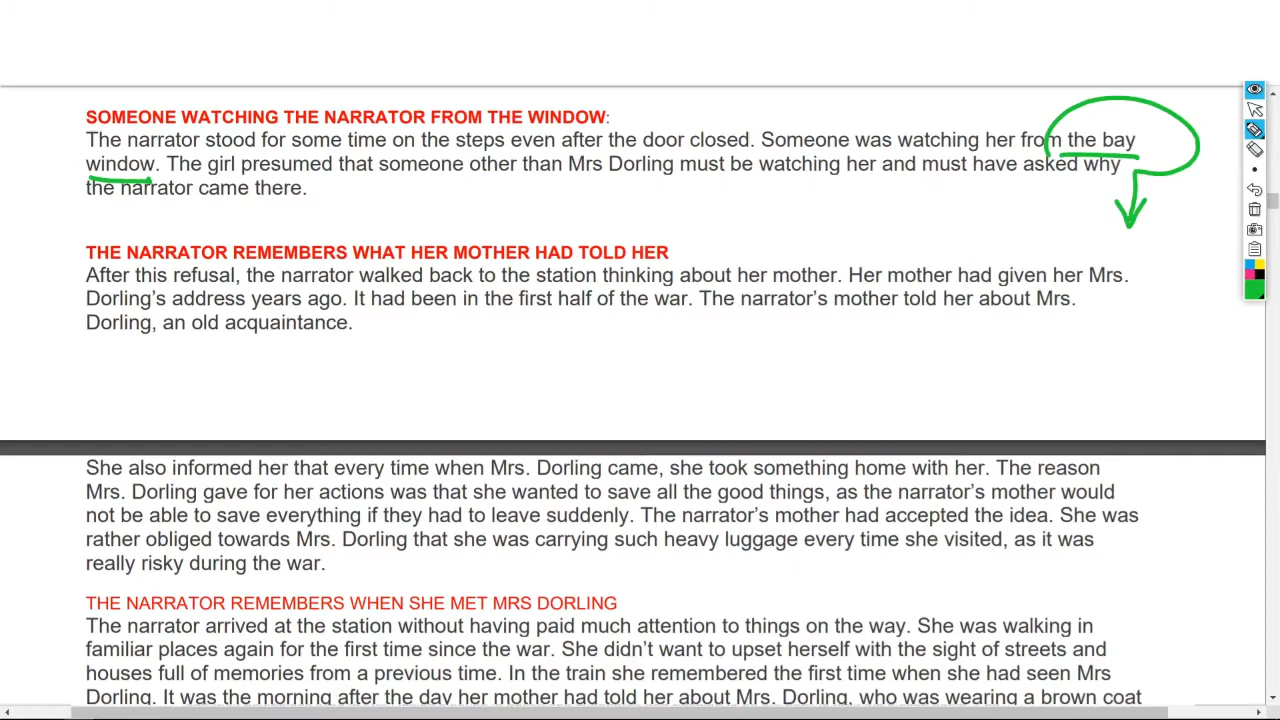 SOMEONE WATCHING THE NARRATOR FROM THE WINDOW:
The narrator stood for some time on the steps even after the door closed. Someone was watching her from the bay
window. The girl presumed that someone other than Mrs Dorling must be watching her and must have asked why
the narrator came there.
THE NARRATOR REMEMBERS WHAT HER MOTHER HAD TOLD HER
After this refusal, the narrator walked back to the station thinking about her mother. Her mother had given her Mrs.
Dorling’s address years ago. It had been in the first half of the war. The narrator’s mother told her about Mrs.
Dorling, an old acquaintance.
She also informed her that every time when Mrs. Dorling came, she took something home with her. The reason
Mrs. Dorling gave for her actions was that she wanted to save all the good things, as the narrator’s mother would
not be able to save everything if they had to leave suddenly. The narrator’s mother had accepted the idea. She was
rather obliged towards Mrs. Dorling that she was carrying such heavy luggage every time she visited, as it was
really risky during the war.
THE NARRATOR REMEMBERS WHEN SHE MET MRS DORLING
The narrator arrived at the station without having paid much attention to things on the way. She was walking in
familiar places again for the first time since the war. She didn’t want to upset herself with the sight of streets and
houses full of memories from a previous time. In the train she remembered the first time when she had seen Mrs
Dorling. It was the morning after the day her mother had told her about Mrs. Dorling, who was wearing a brown coat